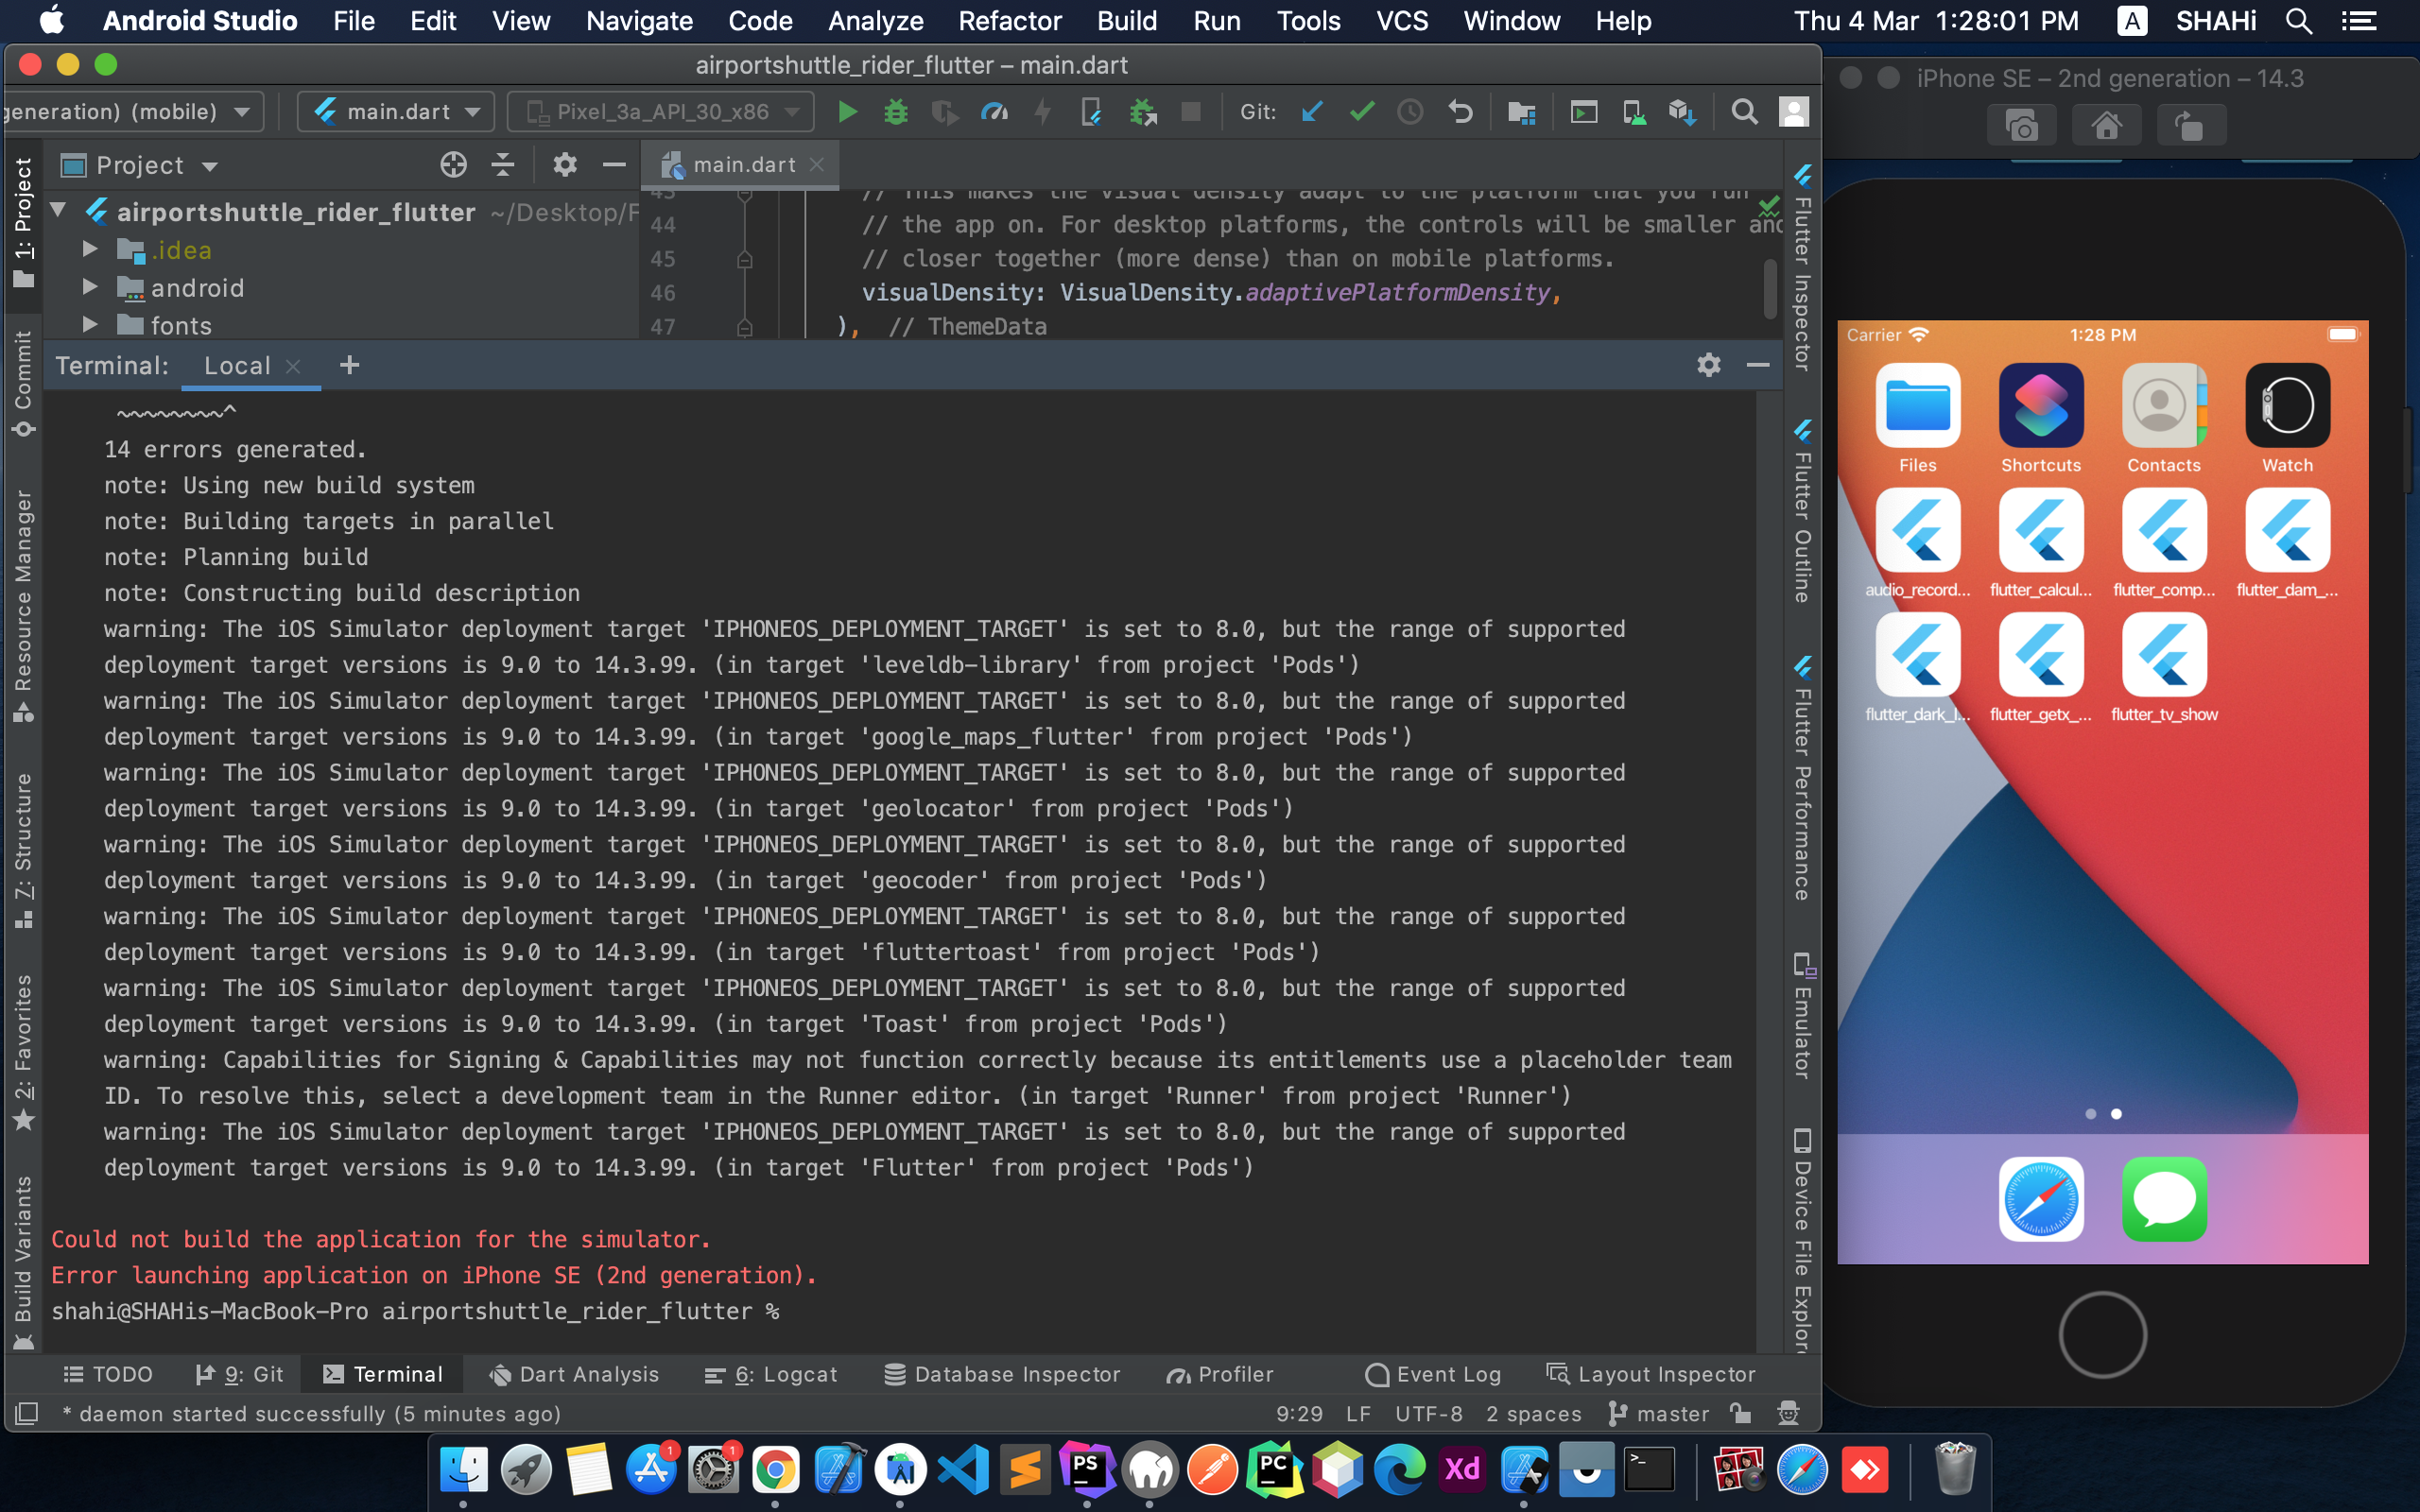 Android Studio File Edit View Navigate Code Analyze Refactor Build Run Tools VCS Window Help Thu 4 Mar 1:28:01 PM A SHAHi
airportshuttle_rider_flutter – main.dart
generation) (mobile) main.dart Pixel_3a_API_30_x86 Git:
Project main.dart
airportshuttle_rider_flutter ~/Desktop/F
.idea
android
fonts
43 // This makes the visual density adapt to the platform that you run
44 // the app on. For desktop platforms, the controls will be smaller and
45 // closer together (more dense) than on mobile platforms.
46 visualDensity: VisualDensity.adaptivePlatformDensity,
47 ), // ThemeData
Terminal: Local × +
~~~~~~~~^
14 errors generated.
note: Using new build system
note: Building targets in parallel
note: Planning build
note: Constructing build description
warning: The iOS Simulator deployment target 'IPHONEOS_DEPLOYMENT_TARGET' is set to 8.0, but the range of supported
deployment target versions is 9.0 to 14.3.99. (in target 'leveldb-library' from project 'Pods')
warning: The iOS Simulator deployment target 'IPHONEOS_DEPLOYMENT_TARGET' is set to 8.0, but the range of supported
deployment target versions is 9.0 to 14.3.99. (in target 'google_maps_flutter' from project 'Pods')
warning: The iOS Simulator deployment target 'IPHONEOS_DEPLOYMENT_TARGET' is set to 8.0, but the range of supported
deployment target versions is 9.0 to 14.3.99. (in target 'geolocator' from project 'Pods')
warning: The iOS Simulator deployment target 'IPHONEOS_DEPLOYMENT_TARGET' is set to 8.0, but the range of supported
deployment target versions is 9.0 to 14.3.99. (in target 'geocoder' from project 'Pods')
warning: The iOS Simulator deployment target 'IPHONEOS_DEPLOYMENT_TARGET' is set to 8.0, but the range of supported
deployment target versions is 9.0 to 14.3.99. (in target 'fluttertoast' from project 'Pods')
warning: The iOS Simulator deployment target 'IPHONEOS_DEPLOYMENT_TARGET' is set to 8.0, but the range of supported
deployment target versions is 9.0 to 14.3.99. (in target 'Toast' from project 'Pods')
warning: Capabilities for Signing & Capabilities may not function correctly because its entitlements use a placeholder team
ID. To resolve this, select a development team in the Runner editor. (in target 'Runner' from project 'Runner')
warning: The iOS Simulator deployment target 'IPHONEOS_DEPLOYMENT_TARGET' is set to 8.0, but the range of supported
deployment target versions is 9.0 to 14.3.99. (in target 'Flutter' from project 'Pods')
Could not build the application for the simulator.
Error launching application on iPhone SE (2nd generation).
shahi@SHAHis-MacBook-Pro airportshuttle_rider_flutter %
TODO 9: Git Terminal Dart Analysis 6: Logcat Database Inspector Profiler Event Log Layout Inspector
* daemon started successfully (5 minutes ago) 9:29 LF UTF-8 2 spaces master
1: Project
Commit
Resource Manager
Z: Structure
2: Favorites
Build Variants
Flutter Inspector
Flutter Outline
Flutter Performance
Emulator
Device File Explorer
iPhone SE – 2nd generation – 14.3
Carrier 1:28 PM
Files Shortcuts Contacts Watch
audio_record... flutter_calcul... flutter_comp... flutter_dam_...
flutter_dark_l... flutter_getx_... flutter_tv_show
1 1 PS PC Xd